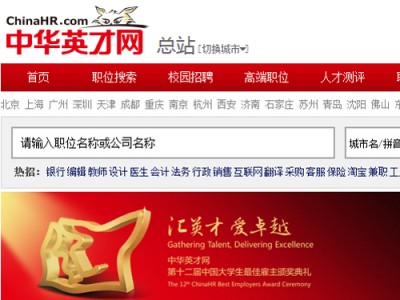 ChinaHR.com
中华英才网 总站 [切换城市▾]
首页 职位搜索 校园招聘 高端职位 人才测评
北京 上海 广州 深圳 天津 成都 重庆 南京 杭州 西安 济南 石家庄 苏州 青岛 沈阳 佛山
请输入职位名称或公司名称 城市名/拼音
热招: 银行 编辑 教师 设计 医生 会计 法务 行政 销售 互联网 翻译 采购 客服 保险 淘宝 兼职 工
汇英才 爱卓越
Gathering Talent, Delivering Excellence
中华英才网
第十二届中国大学生最佳雇主颁奖典礼
The 12th ChinaHR Best Employers Award Ceremony